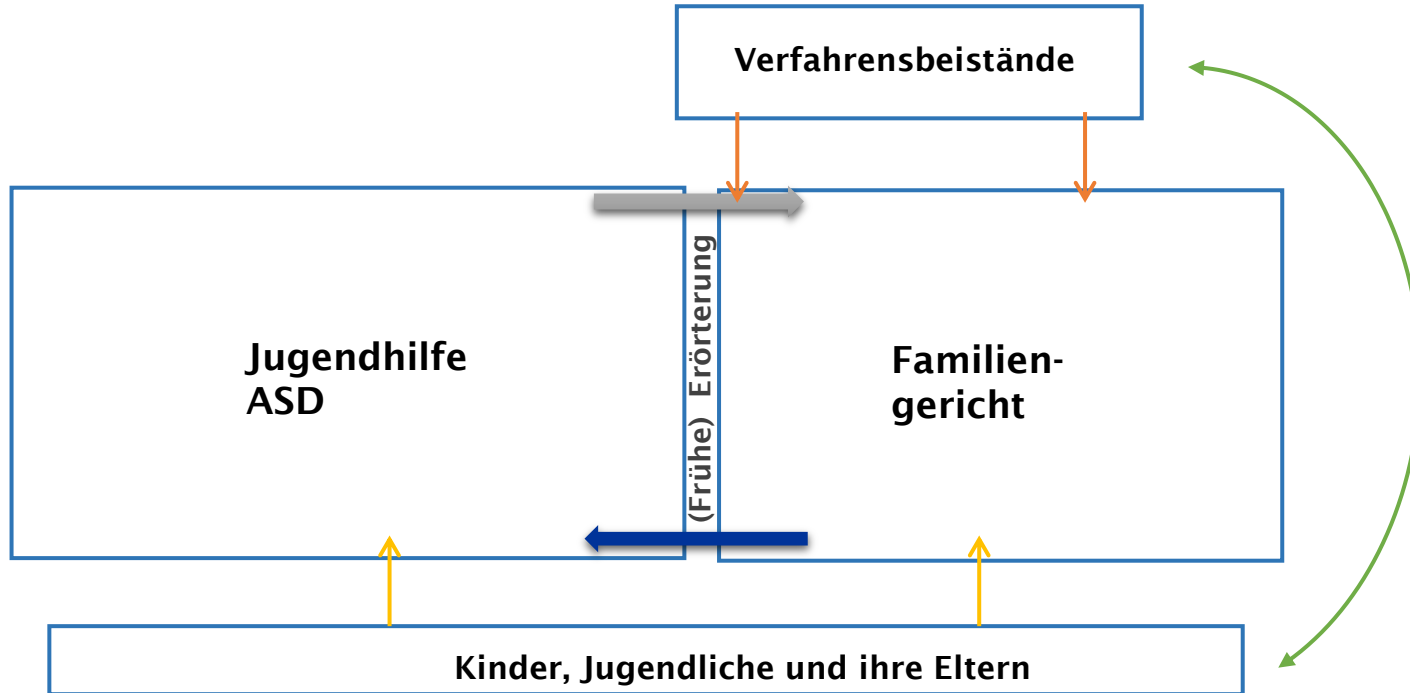 Verfahrensbeistände
Jugendhilfe
ASD
(Frühe) Erörterung
Familien-
gericht
Kinder, Jugendliche und ihre Eltern